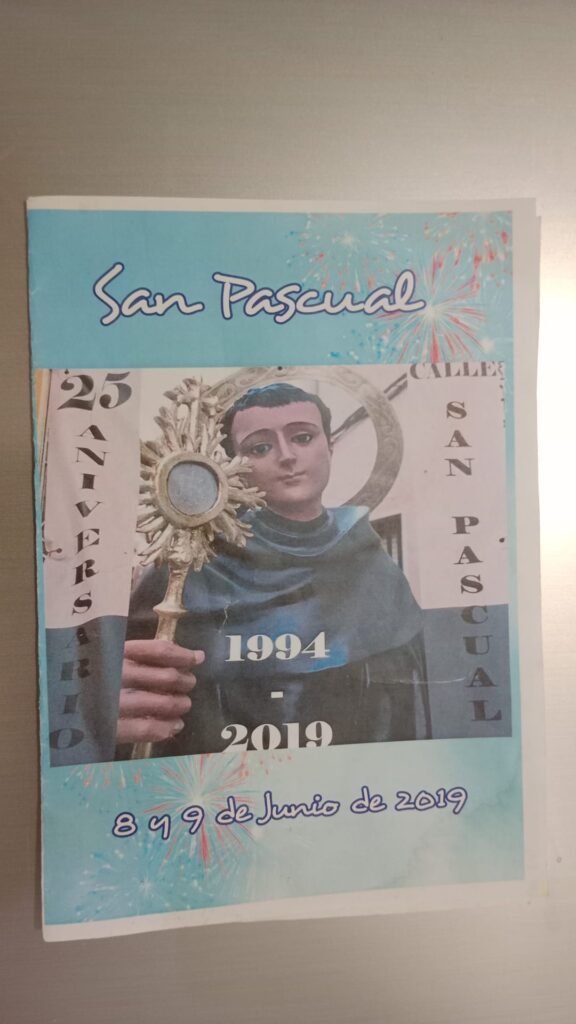 San Pascual
25
ANIVERSARIO
CALLE
SAN
PASCUAL
1994
-
2019
8 y 9 de Junio de 2019